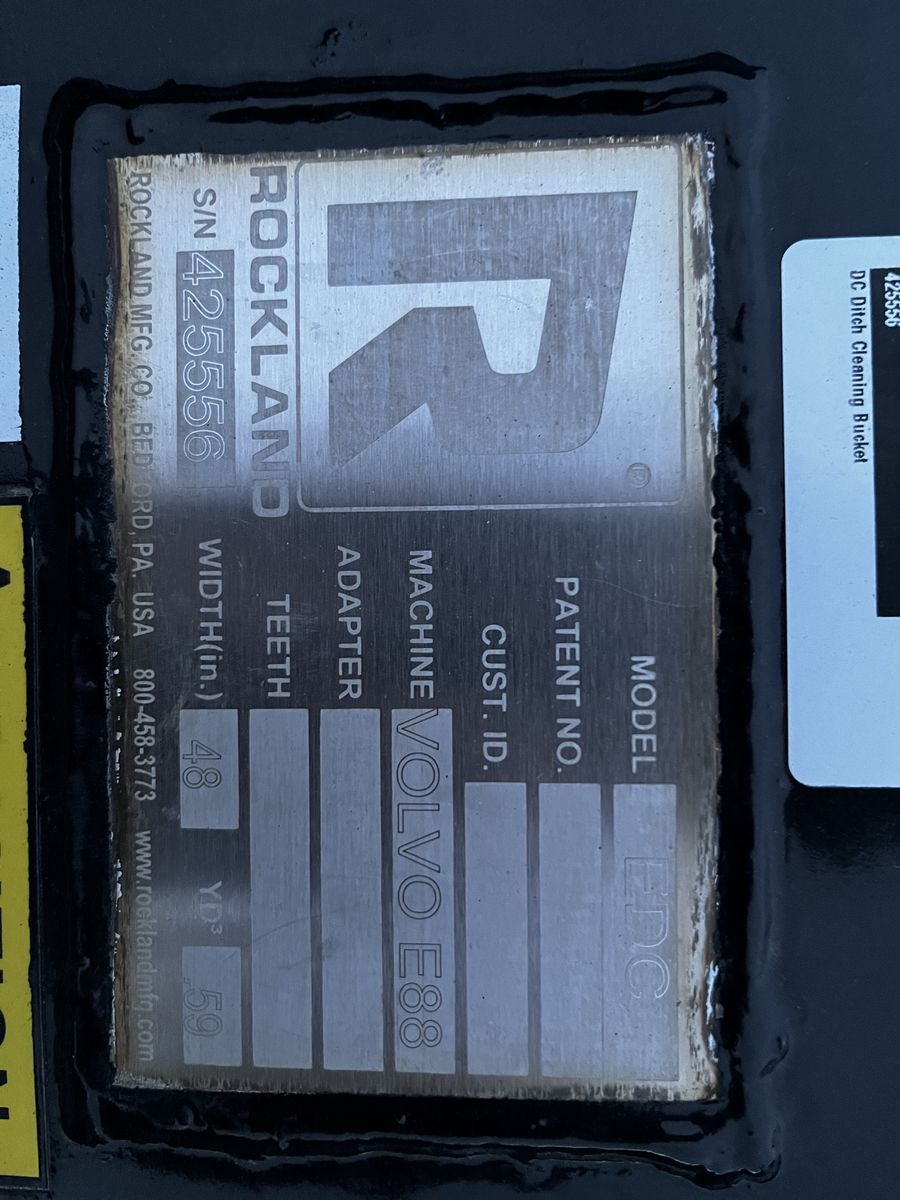 R
®
ROCKLAND
S/N 425556
MODEL EDC
PATENT NO.
CUST. ID.
MACHINE VOLVO E88
ADAPTER
TEETH
WIDTH(in.) 48 YD³ .59
ROCKLAND MFG. CO., BEDFORD, PA. USA 800-458-3773 www.rocklandmfg.com
425556
DC Ditch Cleaning Bucket